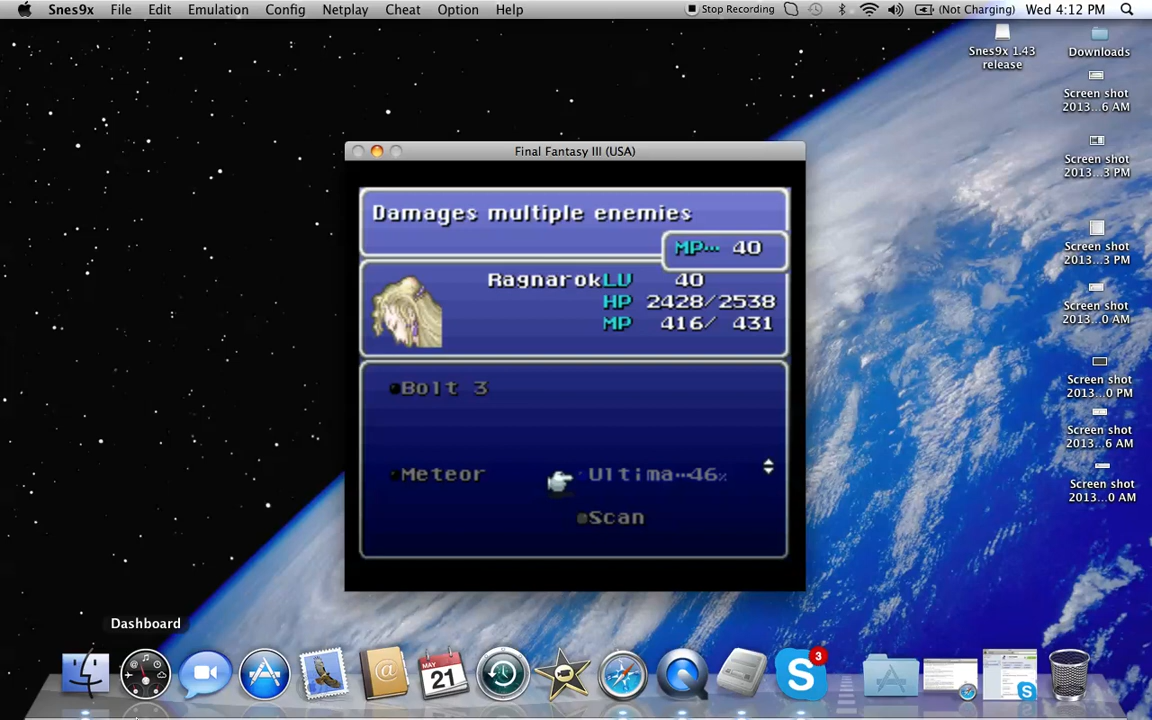 Snes9x File Edit Emulation Config Netplay Cheat Option Help Stop Recording (Not Charging) Wed 4:12 PM
Snes9x 1.43
release
Downloads
Screen shot
2013...6 AM
Screen shot
2013...3 PM
Screen shot
2013...3 PM
Screen shot
2013...0 AM
Screen shot
2013...0 PM
Screen shot
2013...6 AM
Screen shot
2013...0 AM
Final Fantasy III (USA)
Damages multiple enemies
MP… 40
Ragnarok LV 40
HP 2428/2538
MP 416/ 431
Bolt 3
Meteor Ultima…46%
Scan
Dashboard
MAY
21
S 3